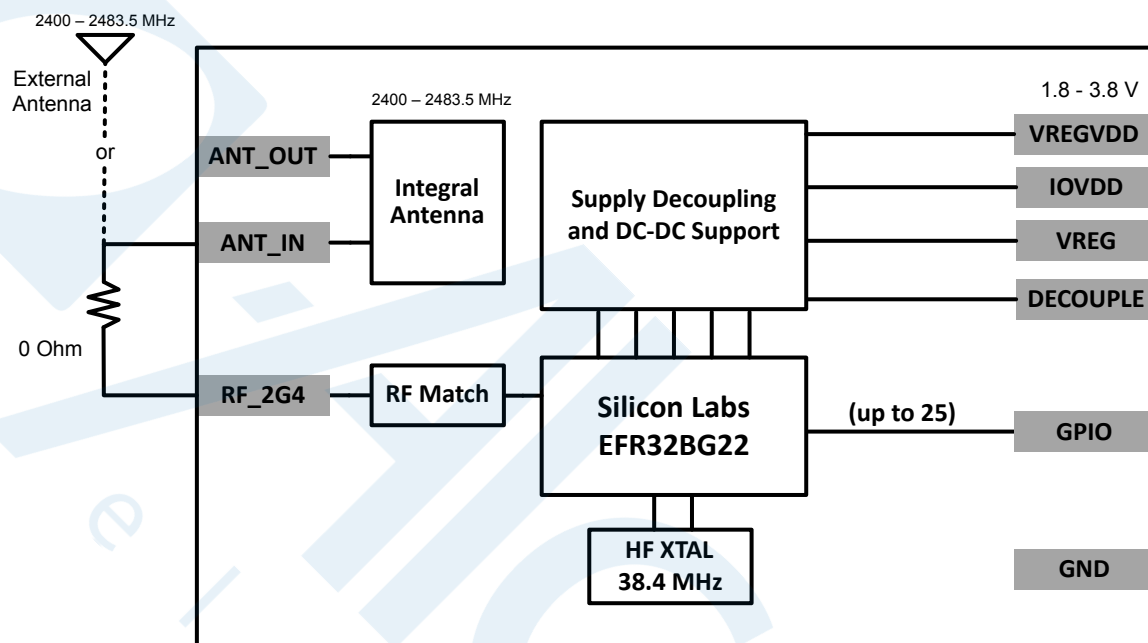 2400 – 2483.5 MHz
External
Antenna
or
0 Ohm
ANT_OUT
ANT_IN
RF_2G4
2400 – 2483.5 MHz
Integral
Antenna
RF Match
Supply Decoupling
and DC-DC Support
Silicon Labs
EFR32BG22
HF XTAL
38.4 MHz
(up to 25)
1.8 - 3.8 V
VREGVDD
IOVDD
VREG
DECOUPLE
GPIO
GND